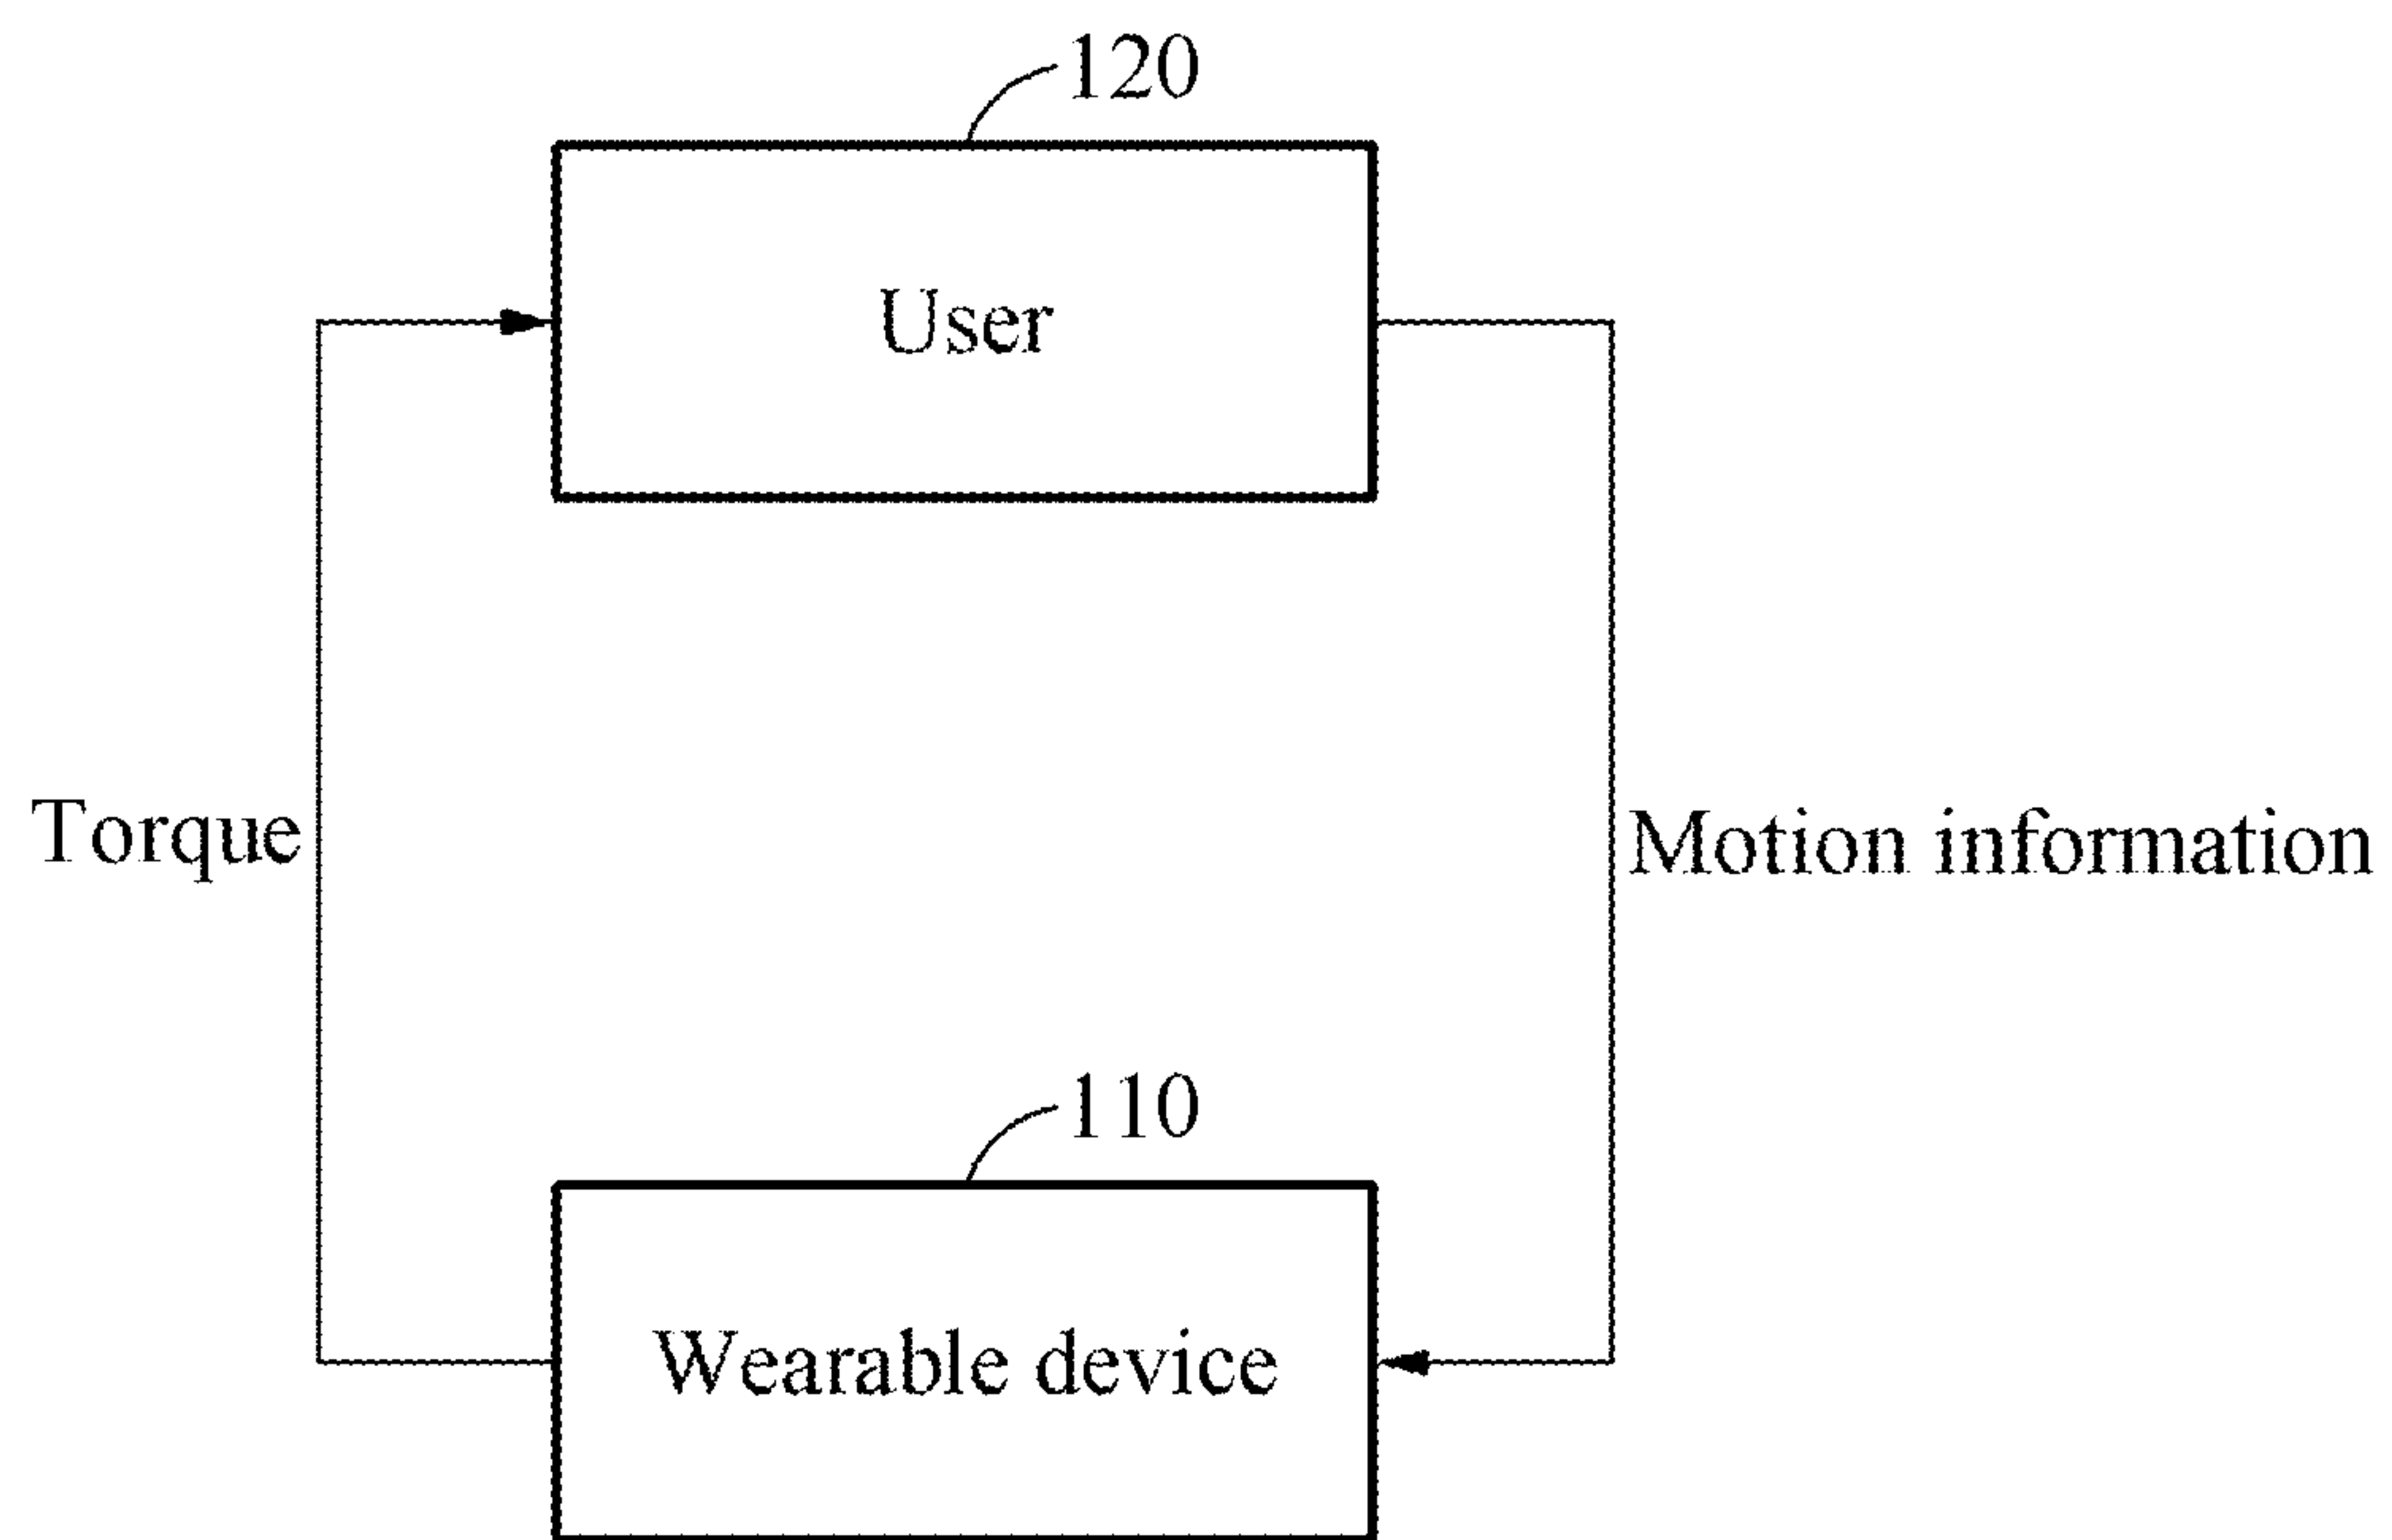 120
User
Torque
Motion information
110
Wearable device